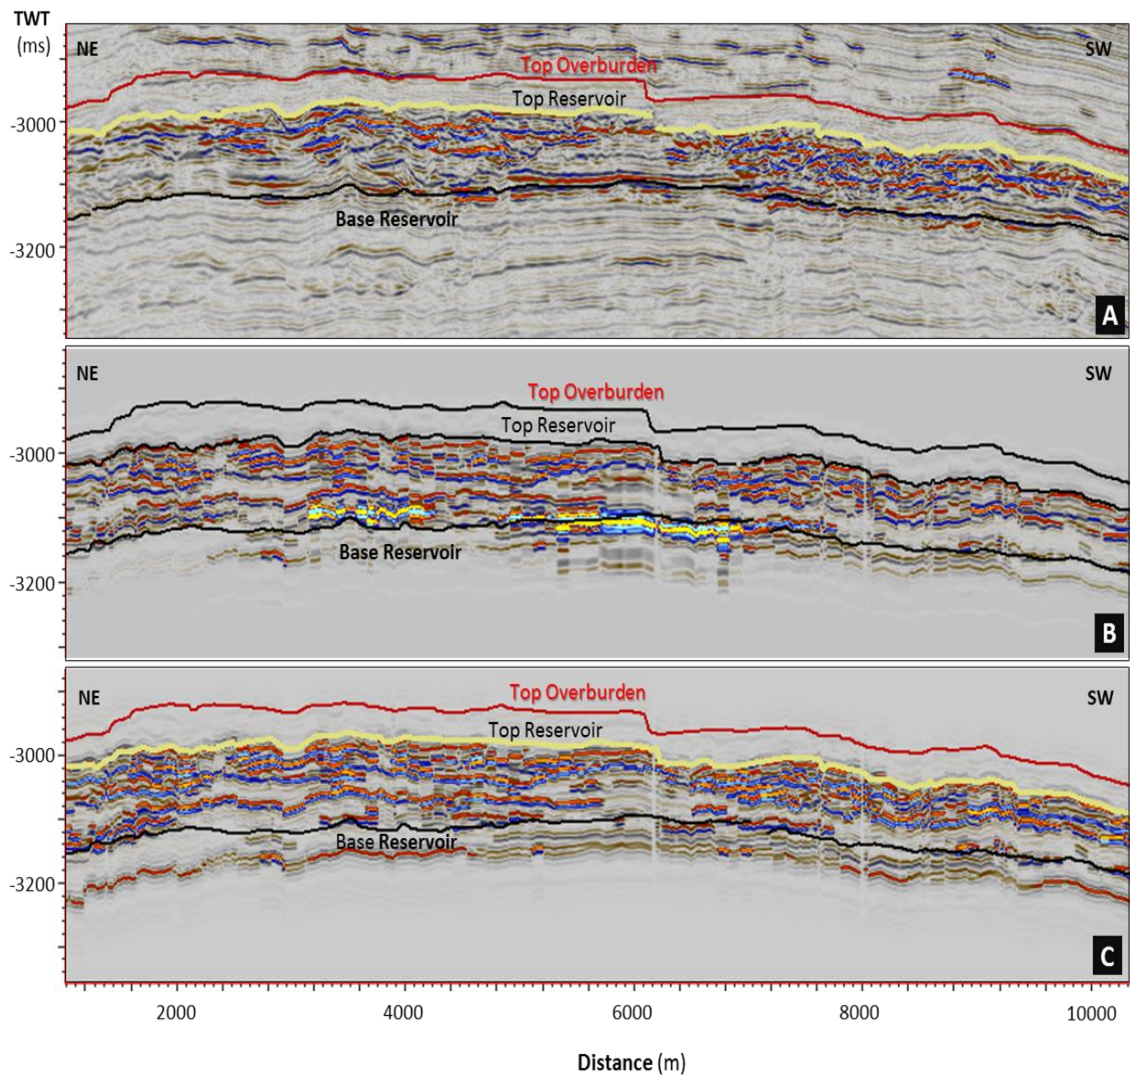 TWT
(ms)
NE
SW
Top Overburden
Top Reservoir
-3000
Base Reservoir
-3200
A
NE
SW
Top Overburden
Top Reservoir
-3000
Base Reservoir
-3200
B
NE
SW
Top Overburden
Top Reservoir
-3000
Base Reservoir
-3200
C
2000 4000 6000 8000 10000
Distance (m)